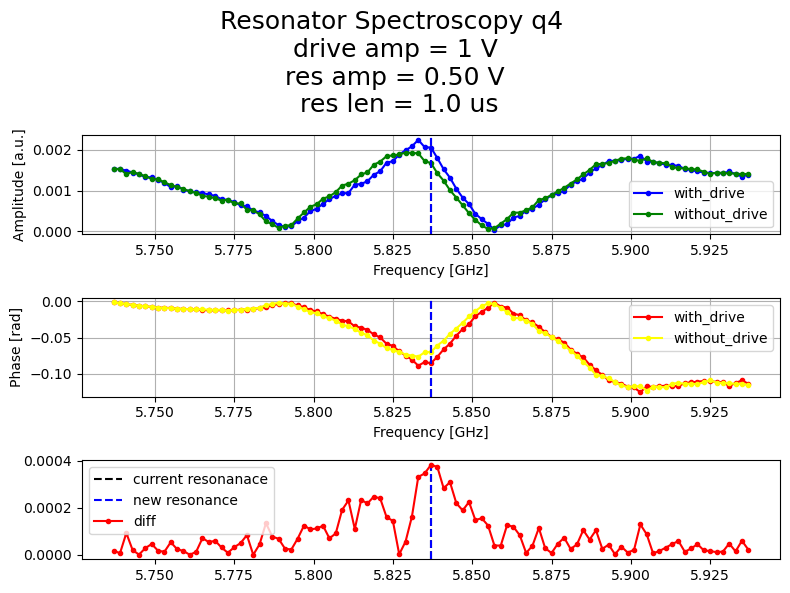 Resonator Spectroscopy q4
drive amp = 1 V
res amp = 0.50 V
res len = 1.0 us
Amplitude [a.u.]
0.002
0.001
0.000
with_drive
without_drive
5.750 5.775 5.800 5.825 5.850 5.875 5.900 5.925
Frequency [GHz]
Phase [rad]
0.00
−0.05
−0.10
with_drive
without_drive
5.750 5.775 5.800 5.825 5.850 5.875 5.900 5.925
Frequency [GHz]
0.0004
0.0002
0.0000
current resonanace
new resonance
diff
5.750 5.775 5.800 5.825 5.850 5.875 5.900 5.925